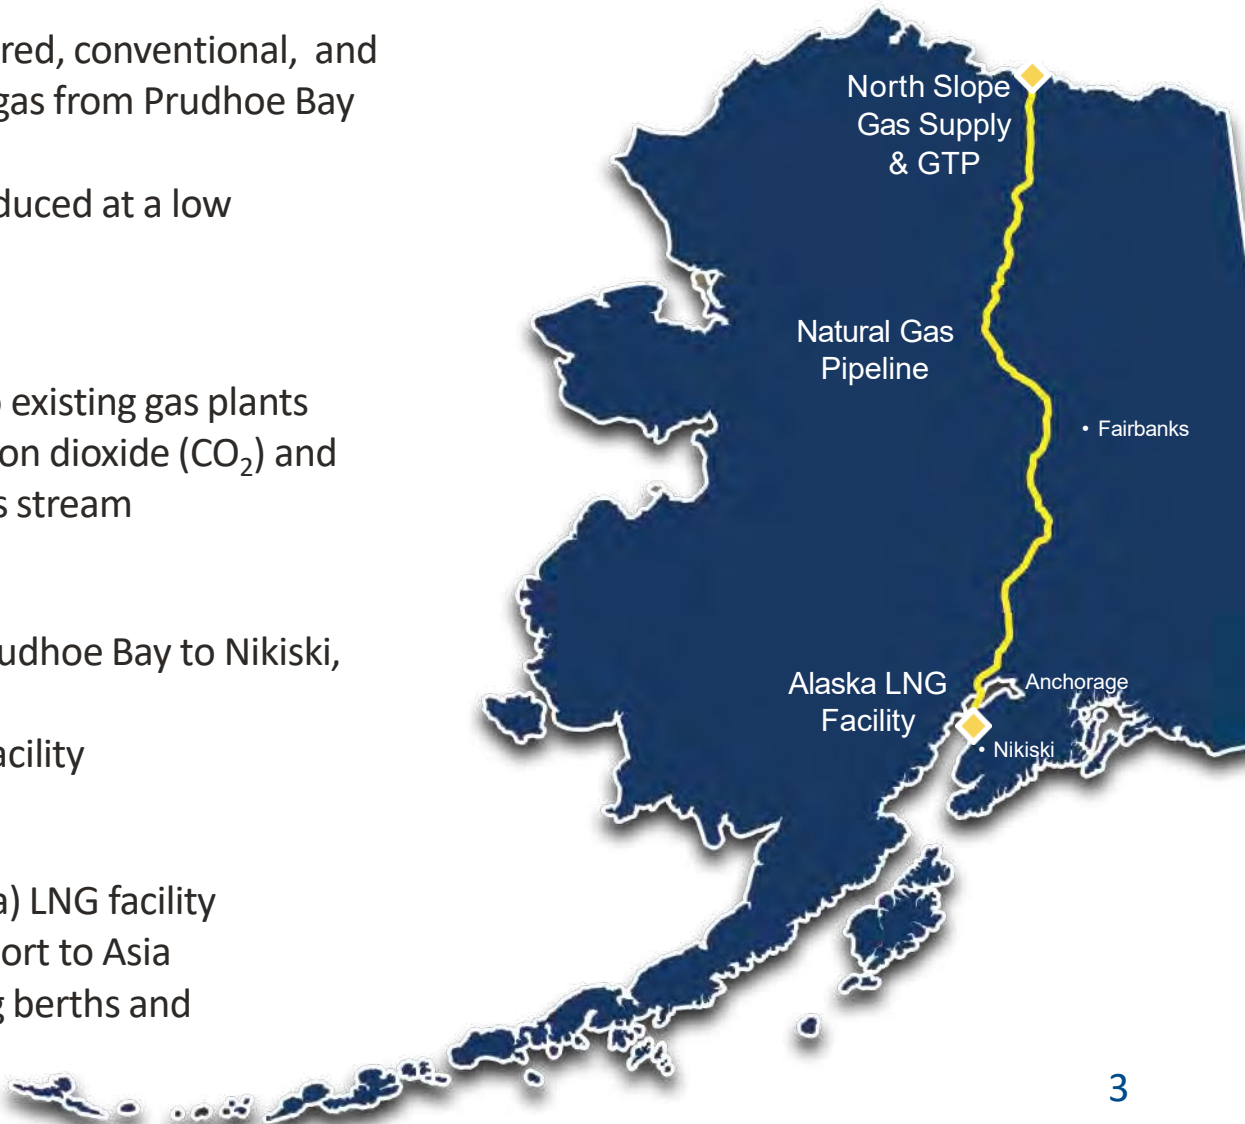 red, conventional, and
gas from Prudhoe Bay
duced at a low
existing gas plants
on dioxide (CO₂) and
s stream
udhoe Bay to Nikiski,
acility
a) LNG facility
ort to Asia
g berths and
North Slope
Gas Supply
& GTP
Natural Gas
Pipeline
• Fairbanks
Alaska LNG
Facility
Anchorage
• Nikiski
3